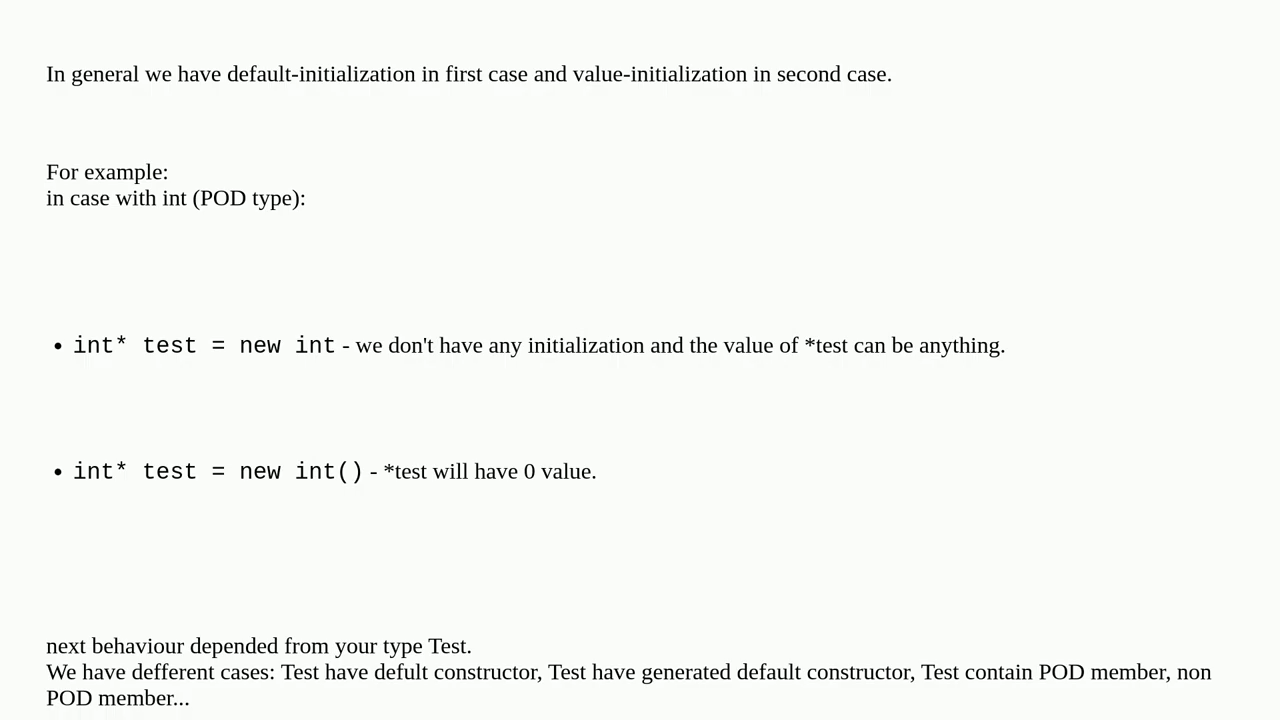 In general we have default-initialization in first case and value-initialization in second case.
For example:
in case with int (POD type):
• int* test = new int - we don't have any initialization and the value of *test can be anything.
• int* test = new int() - *test will have 0 value.
next behaviour depended from your type Test.
We have defferent cases: Test have defult constructor, Test have generated default constructor, Test contain POD member, non
POD member...